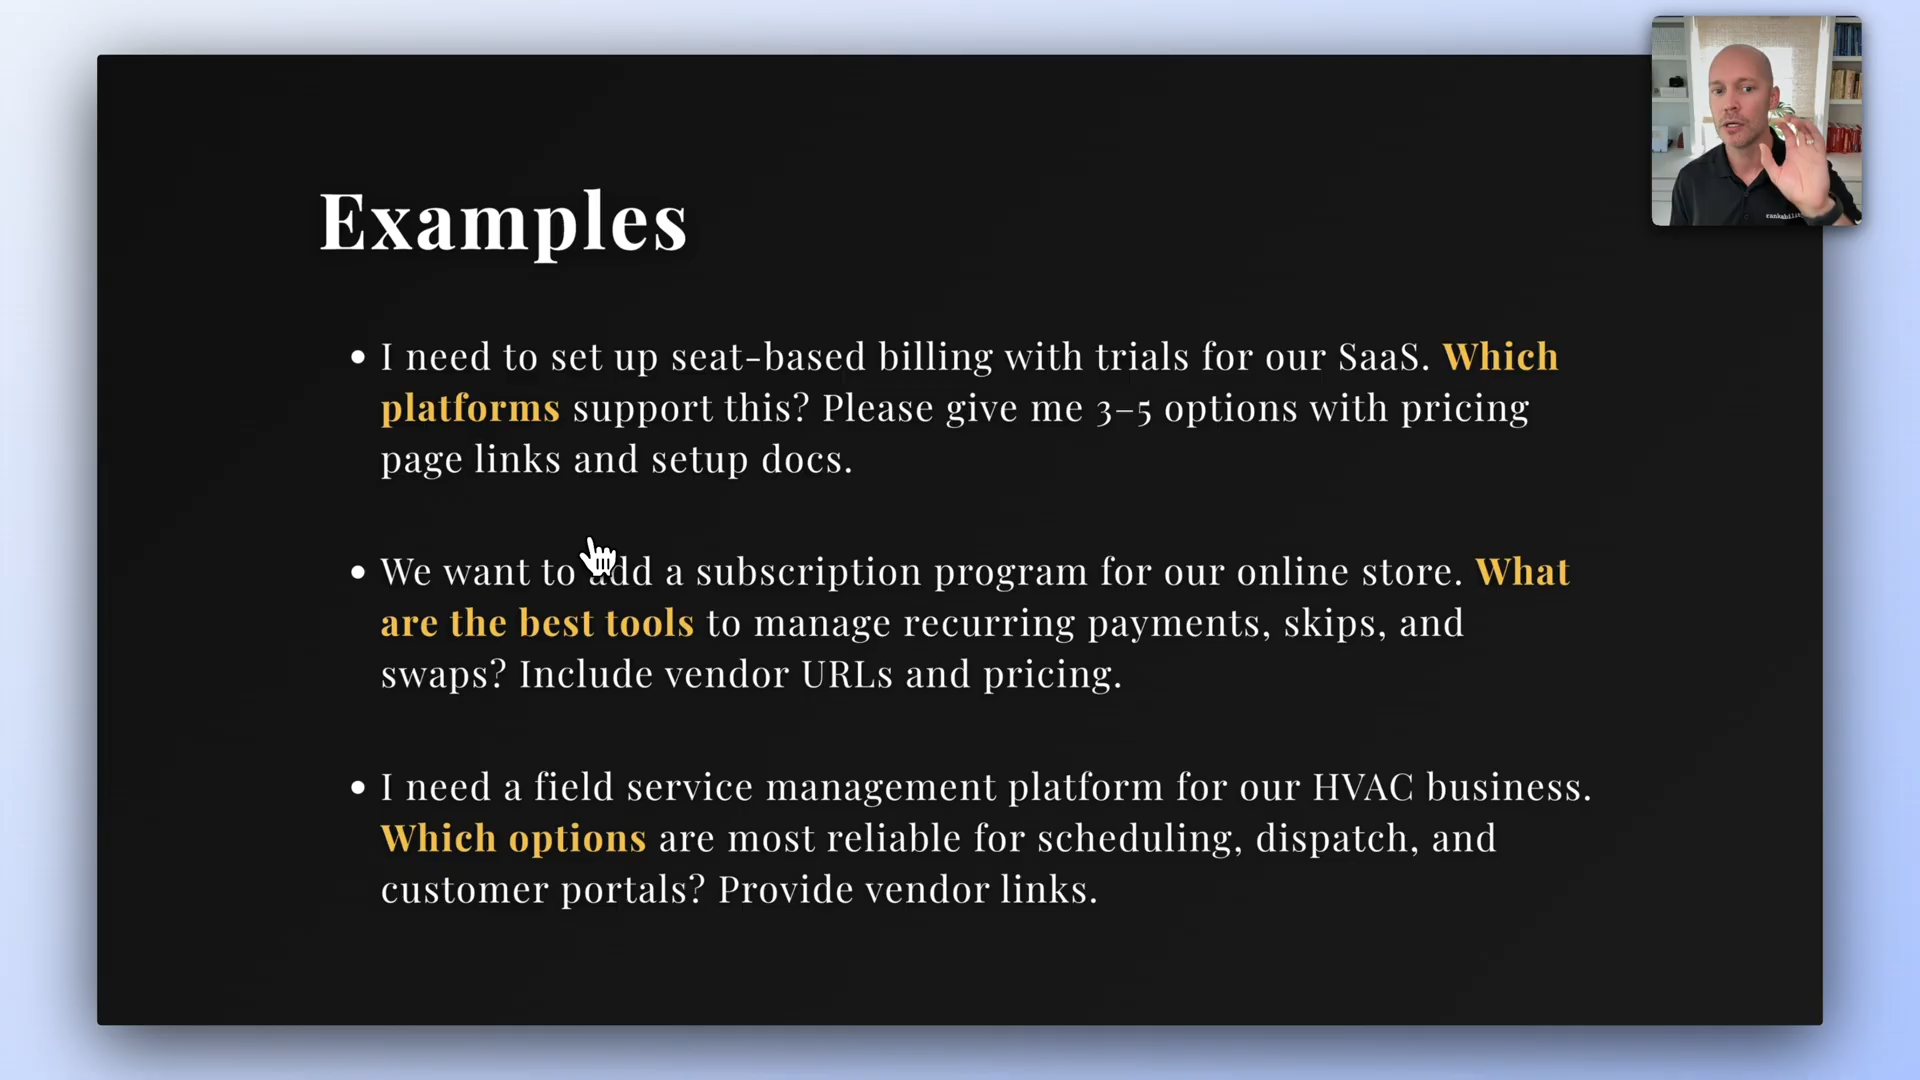 Examples
• I need to set up seat-based billing with trials for our SaaS. Which
platforms support this? Please give me 3–5 options with pricing
page links and setup docs.
• We want to add a subscription program for our online store. What
are the best tools to manage recurring payments, skips, and
swaps? Include vendor URLs and pricing.
• I need a field service management platform for our HVAC business.
Which options are most reliable for scheduling, dispatch, and
customer portals? Provide vendor links.